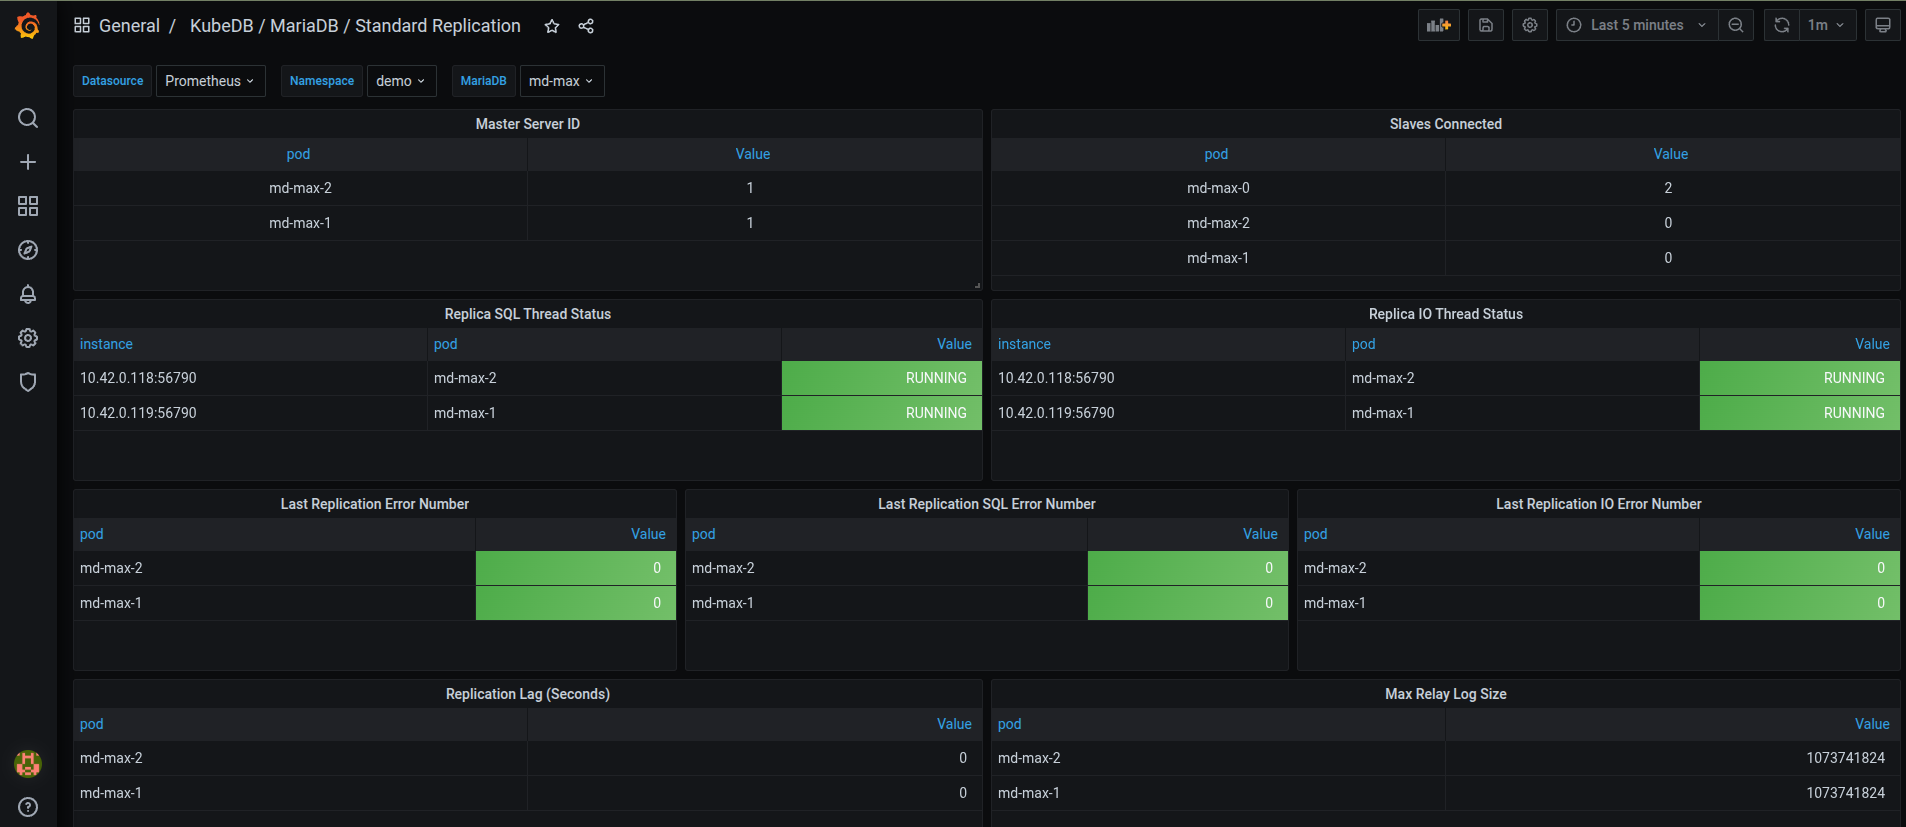 General / KubeDB / MariaDB / Standard Replication
Last 5 minutes
1m
Datasource Prometheus Namespace demo MariaDB md-max
Master Server ID
pod Value
md-max-2 1
md-max-1 1
Slaves Connected
pod Value
md-max-0 2
md-max-2 0
md-max-1 0
Replica SQL Thread Status
instance pod Value
10.42.0.118:56790 md-max-2 RUNNING
10.42.0.119:56790 md-max-1 RUNNING
Replica IO Thread Status
instance pod Value
10.42.0.118:56790 md-max-2 RUNNING
10.42.0.119:56790 md-max-1 RUNNING
Last Replication Error Number
pod Value
md-max-2 0
md-max-1 0
Last Replication SQL Error Number
pod Value
md-max-2 0
md-max-1 0
Last Replication IO Error Number
pod Value
md-max-2 0
md-max-1 0
Replication Lag (Seconds)
pod Value
md-max-2 0
md-max-1 0
Max Relay Log Size
pod Value
md-max-2 1073741824
md-max-1 1073741824